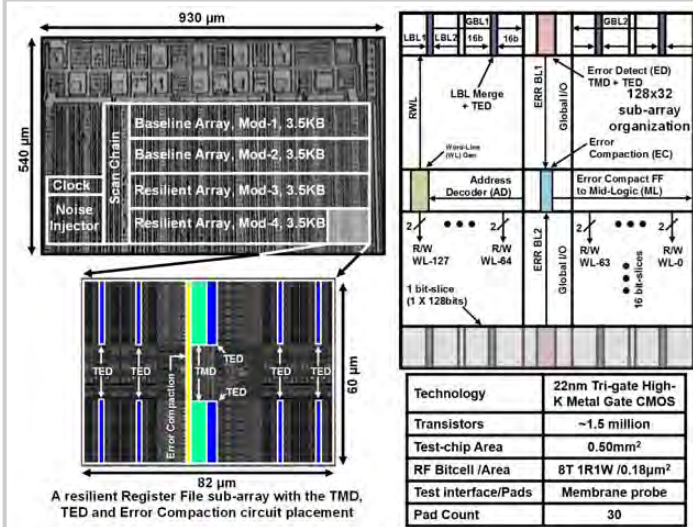 930 µm
540 µm
Scan Chain
Baseline Array, Mod-1, 3.5KB
Baseline Array, Mod-2, 3.5KB
Resilient Array, Mod-3, 3.5KB
Resilient Array, Mod-4, 3.5KB
Clock
Noise
Injector
TED
TED
Error Compaction
TMD
TED
TED
TED
TED
60 µm
82 µm
A resilient Register File sub-array with the TMD,
TED and Error Compaction circuit placement
GBL1
GBL2
LBL1
LBL2
16b
16b
RWL
LBL Merge
+ TED
ERR BL1
Global I/O
Error Detect (ED)
TMD + TED
128x32
sub-array
organization
Word-Line
(WL) Gen
Error
Compaction (EC)
Address
Decoder (AD)
Error Compact FF
to Mid-Logic (ML)
2
2
2
2
R/W
WL-127
R/W
WL-64
ERR BL2
Global I/O
R/W
WL-63
R/W
WL-0
16 bit-slices
1 bit-slice
(1 X 128bits)
Technology
22nm Tri-gate High-
K Metal Gate CMOS
Transistors
~1.5 million
Test-chip Area
0.50mm²
RF Bitcell /Area
8T 1R1W /0.18µm²
Test interface/Pads
Membrane probe
Pad Count
30